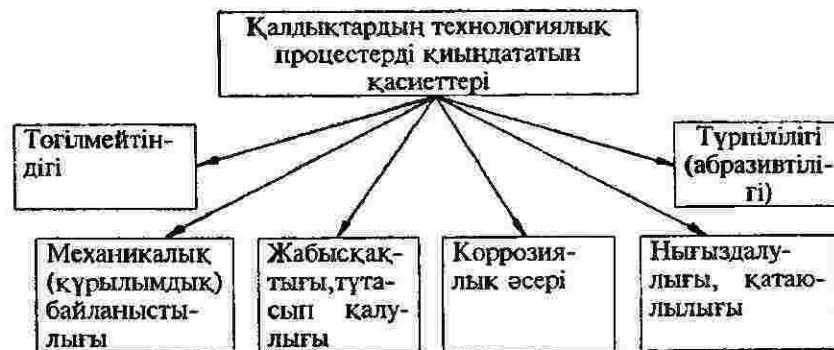 Қалдықтардың технологиялық
процестерді қиындататын
қасиеттері
Төгілмейтін-
дігі
Түрпілілігі
(абразивтілі-
гі)
Механикалық
(құрылымдық)
байланысты-
лығы
Жабысқақ-
тығы,тұта-
сып қалу-
лығы
Коррозия-
лық әсері
Нығыздалу-
лығы, қатаю-
лылығы